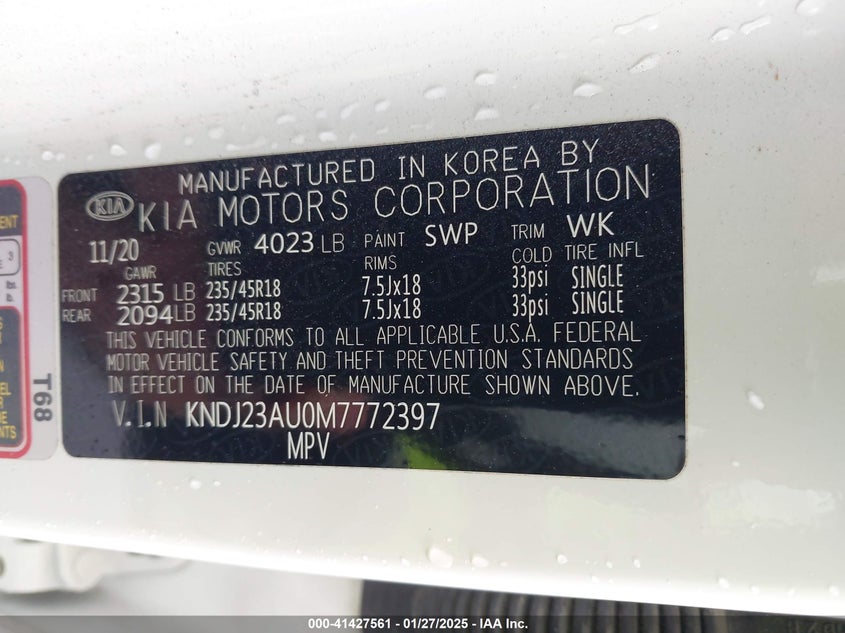 MANUFACTURED IN KOREA BY
KIA KIA MOTORS CORPORATION
11/20 GVWR 4023 LB PAINT SWP TRIM WK
GAWR TIRES RIMS COLD TIRE INFL
FRONT 2315 LB 235/45R18 7.5Jx18 33psi SINGLE
REAR 2094 LB 235/45R18 7.5Jx18 33psi SINGLE
THIS VEHICLE CONFORMS TO ALL APPLICABLE U.S.A. FEDERAL
MOTOR VEHICLE SAFETY AND THEFT PREVENTION STANDARDS
IN EFFECT ON THE DATE OF MANUFACTURE SHOWN ABOVE.
V.I.N KNDJ23AU0M7772397
MPV
T68
000-41427561 - 01/27/2025 - IAA Inc.